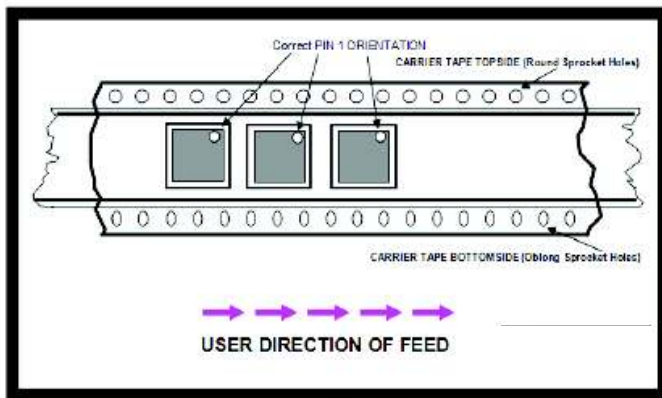 Correct PIN 1 ORIENTATION
CARRIER TAPE TOPSIDE (Round Sprocket Holes)
CARRIER TAPE BOTTOMSIDE (Oblong Sprocket Holes)
USER DIRECTION OF FEED